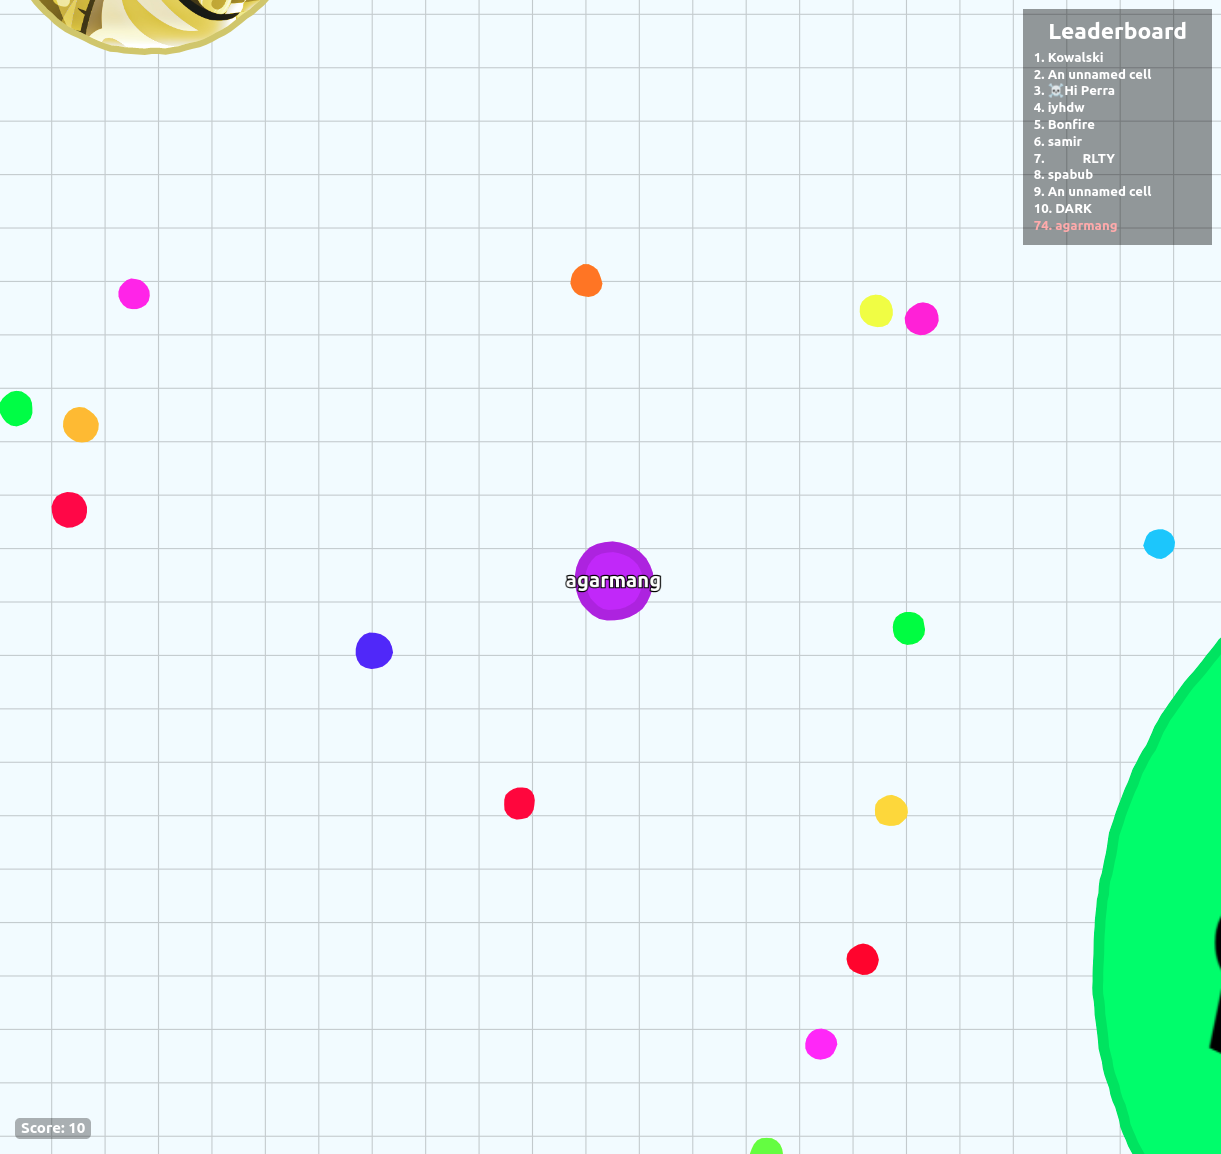 Leaderboard
1. Kowalski
2. An unnamed cell
3. ☠️Hi Perra
4. iyhdw
5. Bonfire
6. samir
7. RLTY
8. spabub
9. An unnamed cell
10. DARK
74. agarmang
agarmang
Score: 10